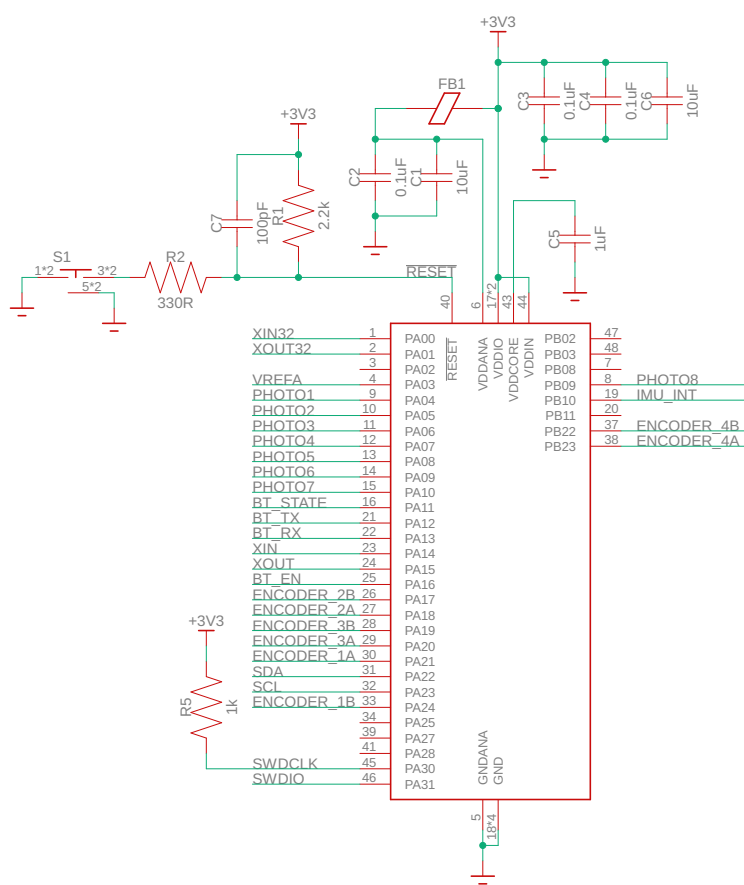 +3V3
FB1
C3
0.1uF
C4
0.1uF
C6
10uF
+3V3
C2
0.1uF
C1
10uF
C7
100pF
R1
2.2k
C5
1uF
S1
1*2
3*2
5*2
R2
330R
RESET
40
6
17*2
43
44
RESET
VDDANA
VDDIO
VDDCORE
VDDIN
XIN32 1 PA00
XOUT32 2 PA01
3 PA02
VREFA 4 PA03
PHOTO1 9 PA04
PHOTO2 10 PA05
PHOTO3 11 PA06
PHOTO4 12 PA07
PHOTO5 13 PA08
PHOTO6 14 PA09
PHOTO7 15 PA10
BT_STATE 16 PA11
BT_TX 21 PA12
BT_RX 22 PA13
XIN 23 PA14
XOUT 24 PA15
BT_EN 25 PA16
ENCODER_2B 26 PA17
ENCODER_2A 27 PA18
ENCODER_3B 28 PA19
ENCODER_3A 29 PA20
ENCODER_1A 30 PA21
SDA 31 PA22
SCL 32 PA23
ENCODER_1B 33 PA24
34 PA25
39 PA27
41 PA28
SWDCLK 45 PA30
SWDIO 46 PA31
PB02 47
PB03 48
PB08 7
PB09 8 PHOTO8
PB10 19 IMU_INT
PB11 20
PB22 37 ENCODER_4B
PB23 38 ENCODER_4A
+3V3
R5
1k
GNDANA
GND
5
18*4